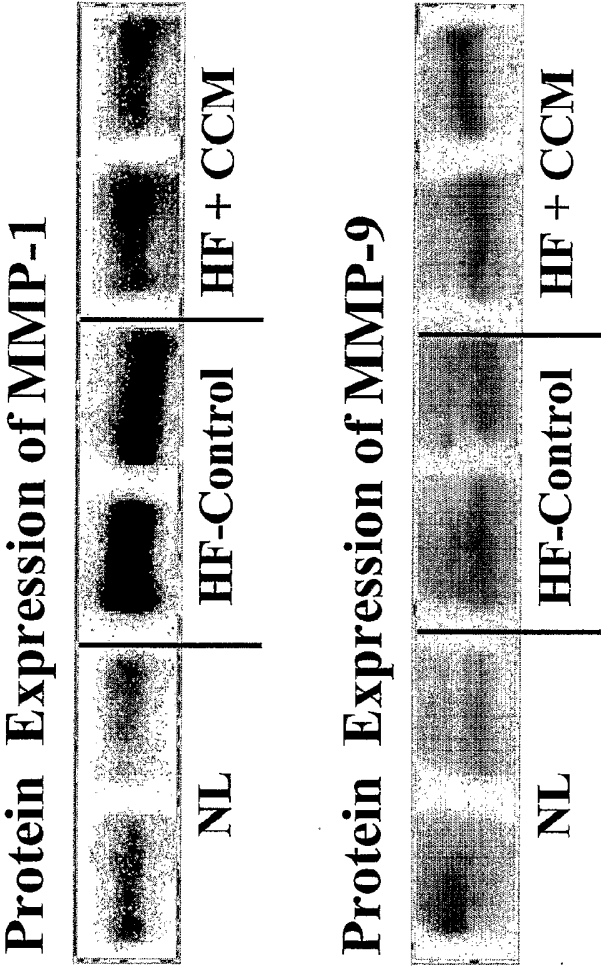 Protein Expression of MMP-1
NL HF-Control HF + CCM
Protein Expression of MMP-9
NL HF-Control HF + CCM